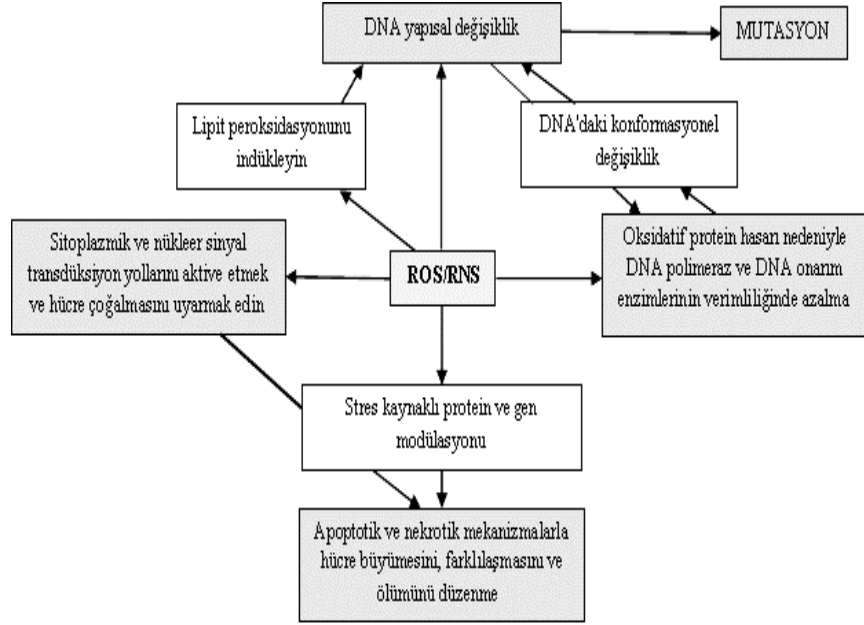 DNA yapısal değişiklik
MUTASYON
Lipit peroksidasyonunu
indükleyin
DNA'daki konformasyonel
değişiklik
Sitoplazmik ve nükleer sinyal
transdüksiyon yollarını aktive etmek
ve hücre çoğalmasını uyarmak edin
ROS/RNS
Oksidatif protein hasarı nedeniyle
DNA polimeraz ve DNA onarım
enzimlerinin verimliliğinde azalma
Stres kaynaklı protein ve gen
modülasyonu
Apoptotik ve nekrotik mekanizmalarla
hücre büyümesini, farklılaşmasını ve
ölümünü düzenme